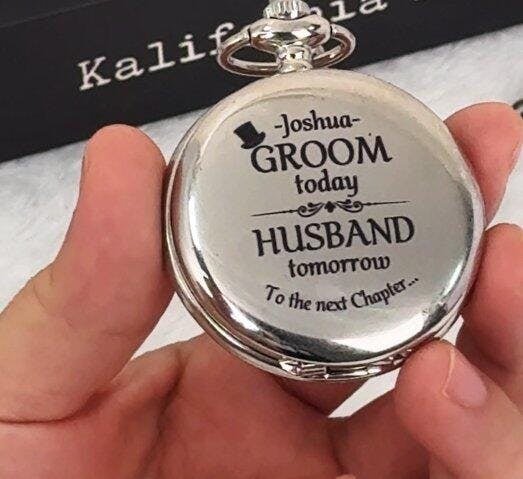 Kalifornia
-Joshua-
GROOM
today
HUSBAND
tomorrow
To the next Chapter...